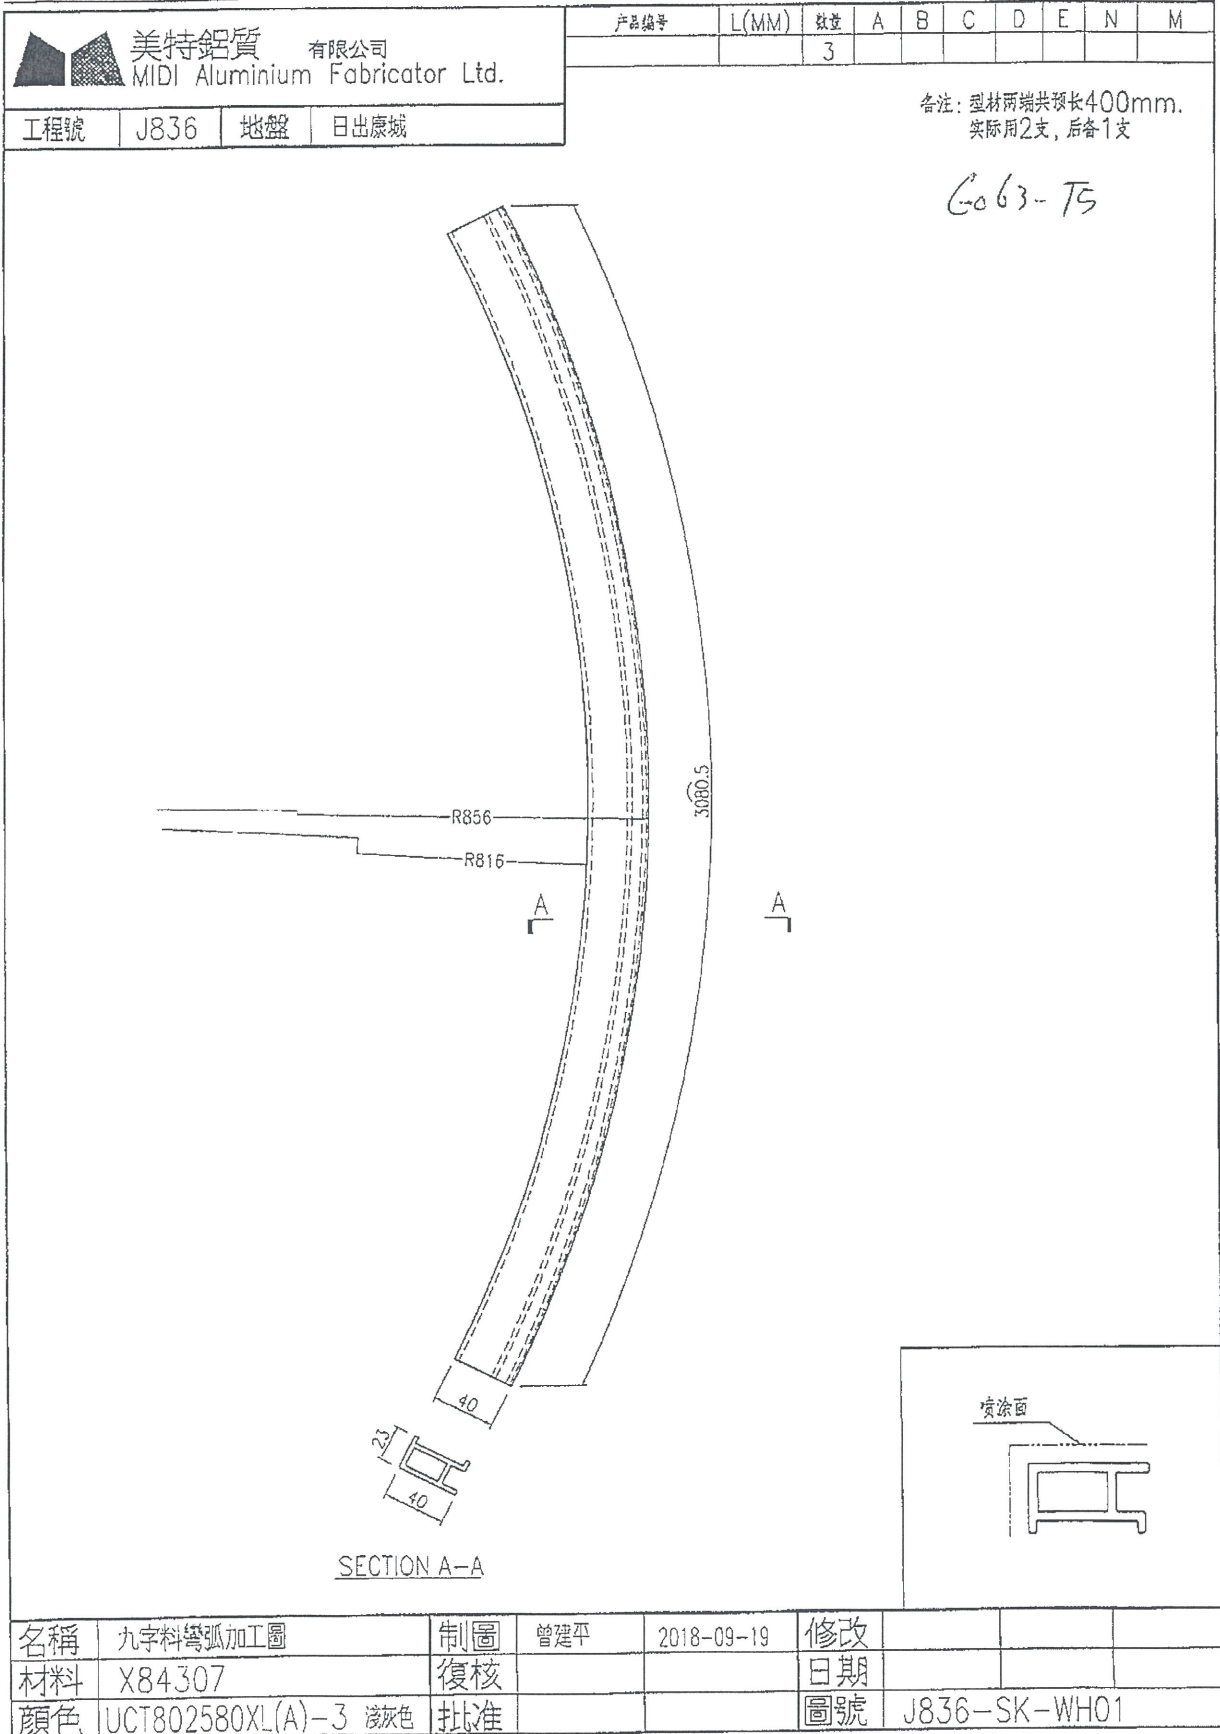 美特鋁質 有限公司
MIDI Aluminium Fabricator Ltd.
工程號 J836 地盤 日出康城
产品编号 L(MM) 数量 A B C D E N M
3
备注: 型材两端共预长400mm.
实际用2支, 后备1支
G063-T5
R856
R816
3080.5
A A
40
23
40
SECTION A-A
喷涂面
名稱 九字料彎弧加工圖 制圖 曾建平 2018-09-19 修改
材料 X84307 復核 日期
顏色 UCT802580XL(A)-3 淺灰色 批准 圖號 J836-SK-WH01